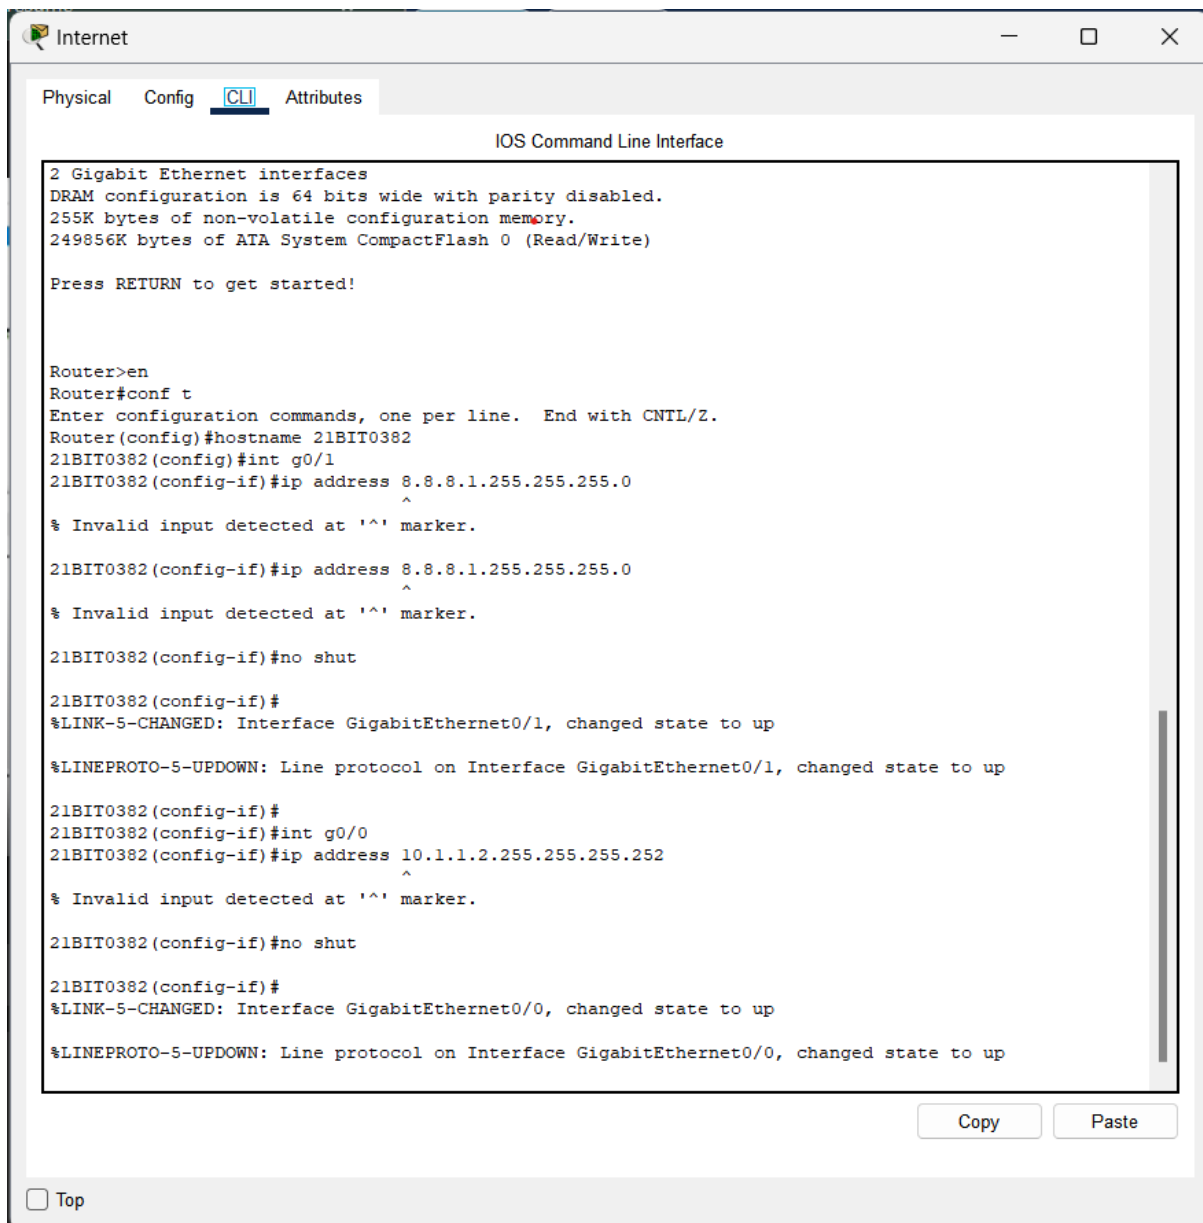 Internet
Physical Config CLI Attributes
IOS Command Line Interface
2 Gigabit Ethernet interfaces
DRAM configuration is 64 bits wide with parity disabled.
255K bytes of non-volatile configuration memory.
249856K bytes of ATA System CompactFlash 0 (Read/Write)
Press RETURN to get started!
Router>en
Router#conf t
Enter configuration commands, one per line.  End with CNTL/Z.
Router(config)#hostname 21BIT0382
21BIT0382(config)#int g0/1
21BIT0382(config-if)#ip address 8.8.8.1.255.255.255.0
^
% Invalid input detected at '^' marker.
21BIT0382(config-if)#ip address 8.8.8.1.255.255.255.0
^
% Invalid input detected at '^' marker.
21BIT0382(config-if)#no shut
21BIT0382(config-if)#
%LINK-5-CHANGED: Interface GigabitEthernet0/1, changed state to up
%LINEPROTO-5-UPDOWN: Line protocol on Interface GigabitEthernet0/1, changed state to up
21BIT0382(config-if)#
21BIT0382(config-if)#int g0/0
21BIT0382(config-if)#ip address 10.1.1.2.255.255.255.252
^
% Invalid input detected at '^' marker.
21BIT0382(config-if)#no shut
21BIT0382(config-if)#
%LINK-5-CHANGED: Interface GigabitEthernet0/0, changed state to up
%LINEPROTO-5-UPDOWN: Line protocol on Interface GigabitEthernet0/0, changed state to up
Copy Paste
Top